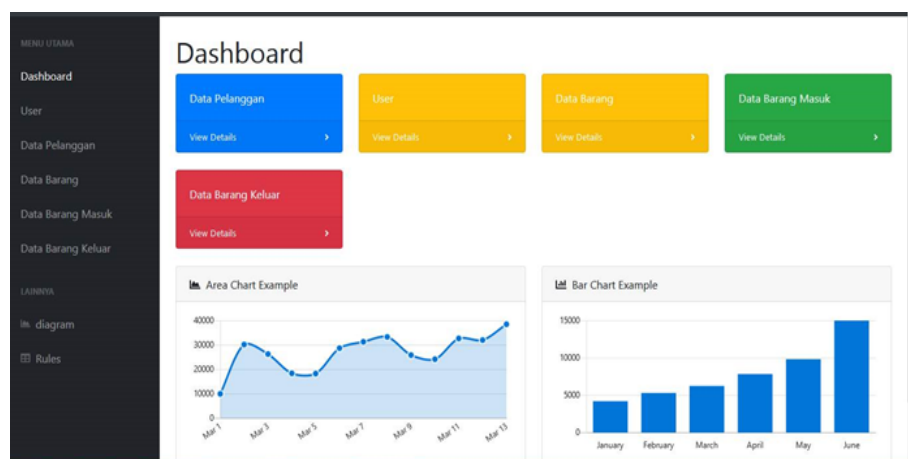 MENU UTAMA
Dashboard
User
Data Pelanggan
Data Barang
Data Barang Masuk
Data Barang Keluar
LAINNYA
diagram
Rules
Dashboard
Data Pelanggan
View Details
User
View Details
Data Barang
View Details
Data Barang Masuk
View Details
Data Barang Keluar
View Details
Area Chart Example
40000
30000
20000
10000
0
Mar 1 Mar 3 Mar 5 Mar 7 Mar 9 Mar 11 Mar 13
Bar Chart Example
15000
10000
5000
0
January February March April May June